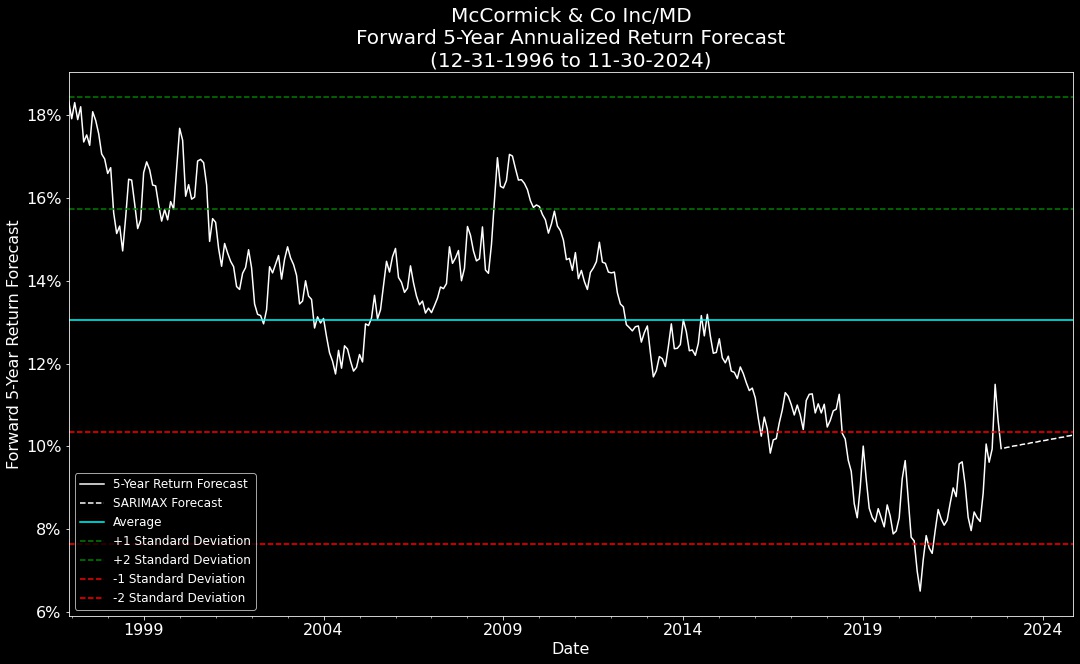 McCormick & Co Inc/MD
Forward 5-Year Annualized Return Forecast
(12-31-1996 to 11-30-2024)
Forward 5-Year Return Forecast
18%
16%
14%
12%
10%
8%
6%
5-Year Return Forecast
SARIMAX Forecast
Average
+1 Standard Deviation
+2 Standard Deviation
-1 Standard Deviation
-2 Standard Deviation
1999 2004 2009 2014 2019 2024
Date